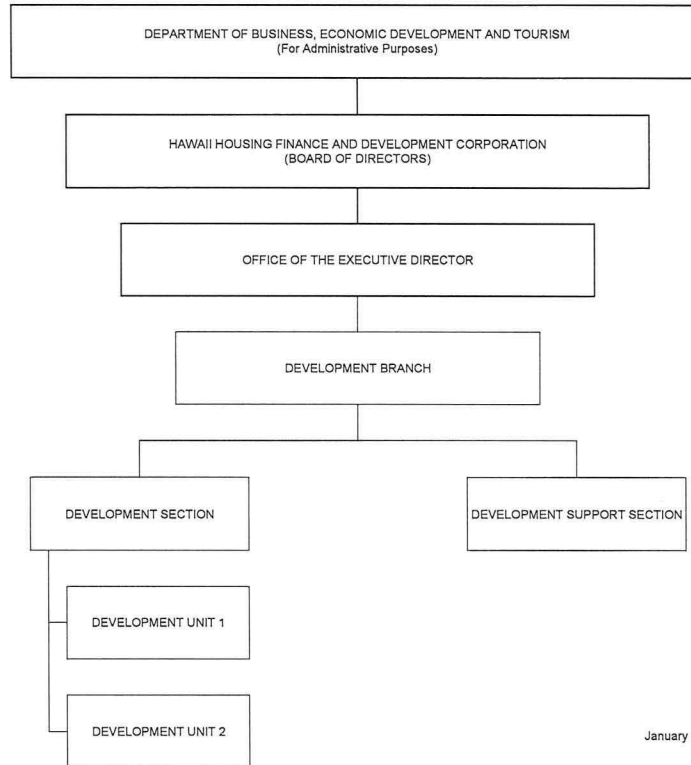 DEPARTMENT OF BUSINESS, ECONOMIC DEVELOPMENT AND TOURISM
(For Administrative Purposes)
HAWAII HOUSING FINANCE AND DEVELOPMENT CORPORATION
(BOARD OF DIRECTORS)
OFFICE OF THE EXECUTIVE DIRECTOR
DEVELOPMENT BRANCH
DEVELOPMENT SECTION
DEVELOPMENT SUPPORT SECTION
DEVELOPMENT UNIT 1
DEVELOPMENT UNIT 2
January